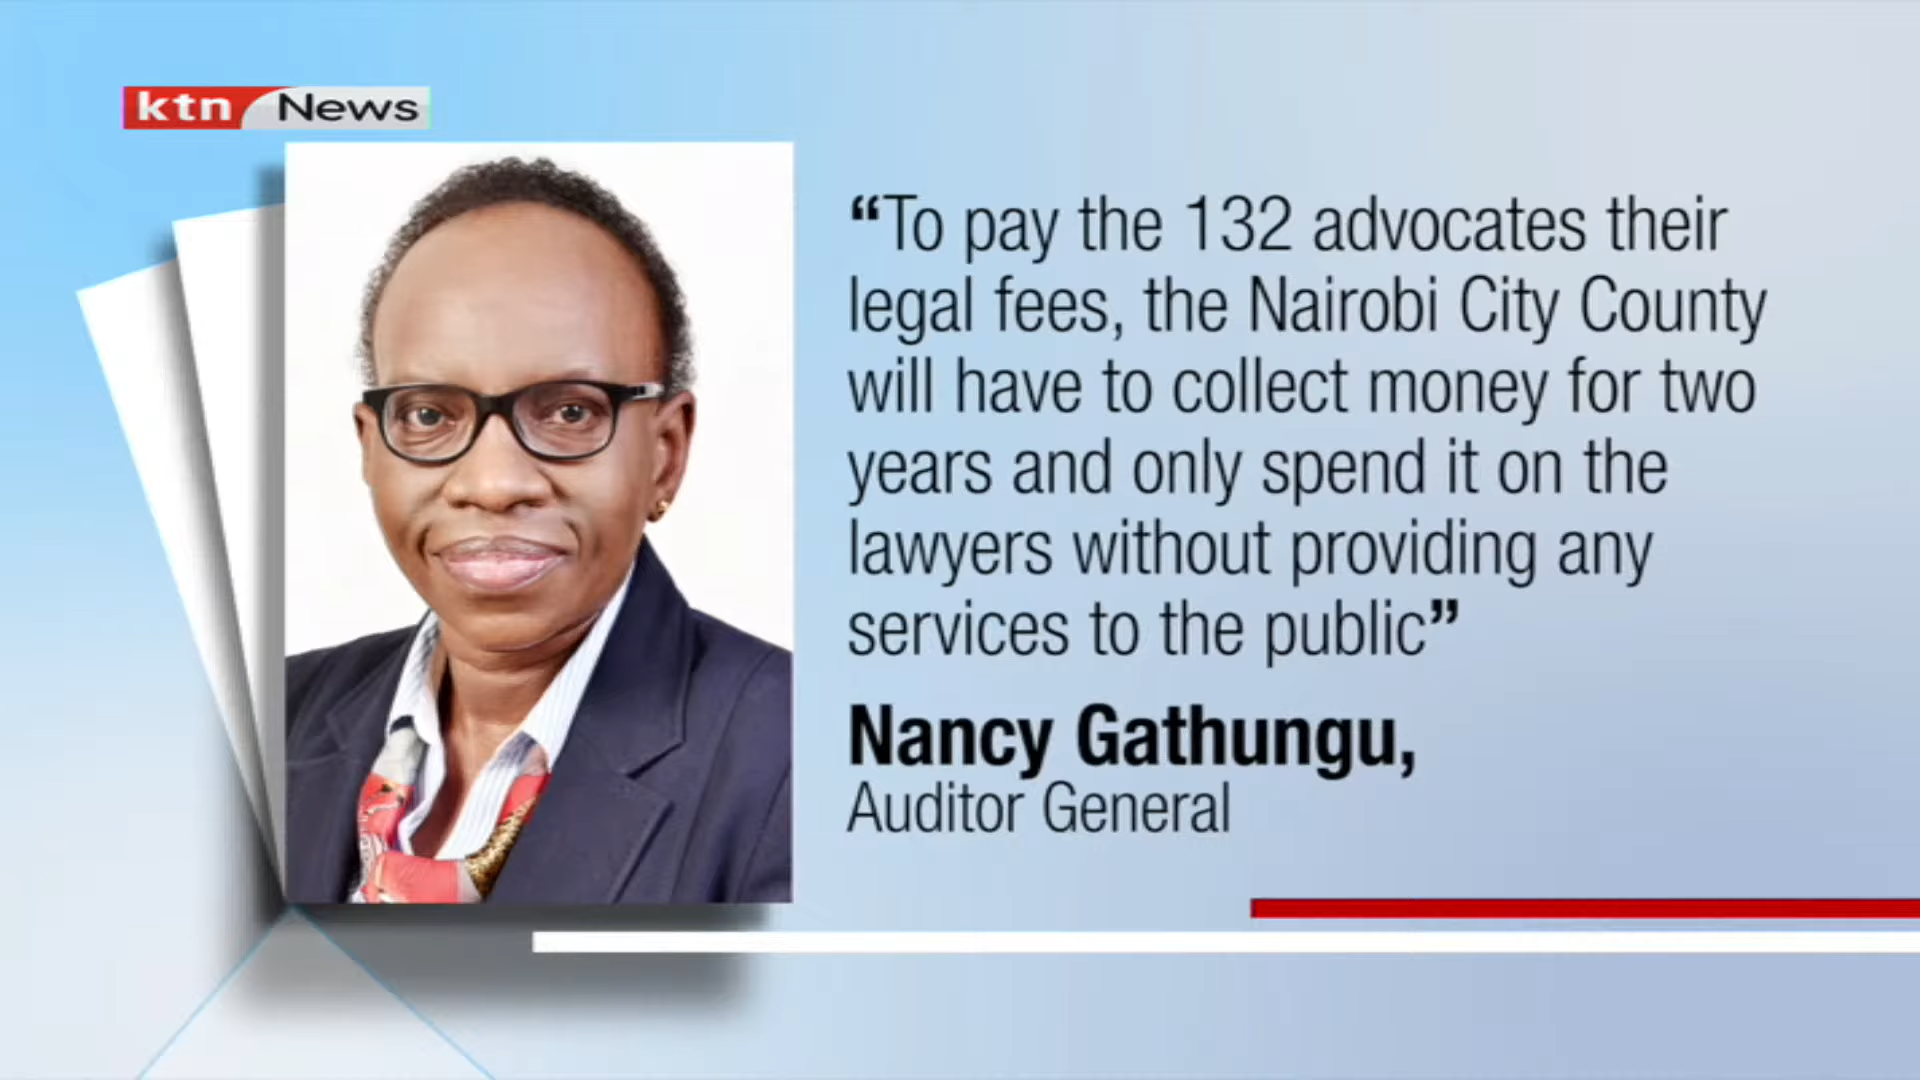 ktn News
“To pay the 132 advocates their
legal fees, the Nairobi City County
will have to collect money for two
years and only spend it on the
lawyers without providing any
services to the public”
Nancy Gathungu,
Auditor General